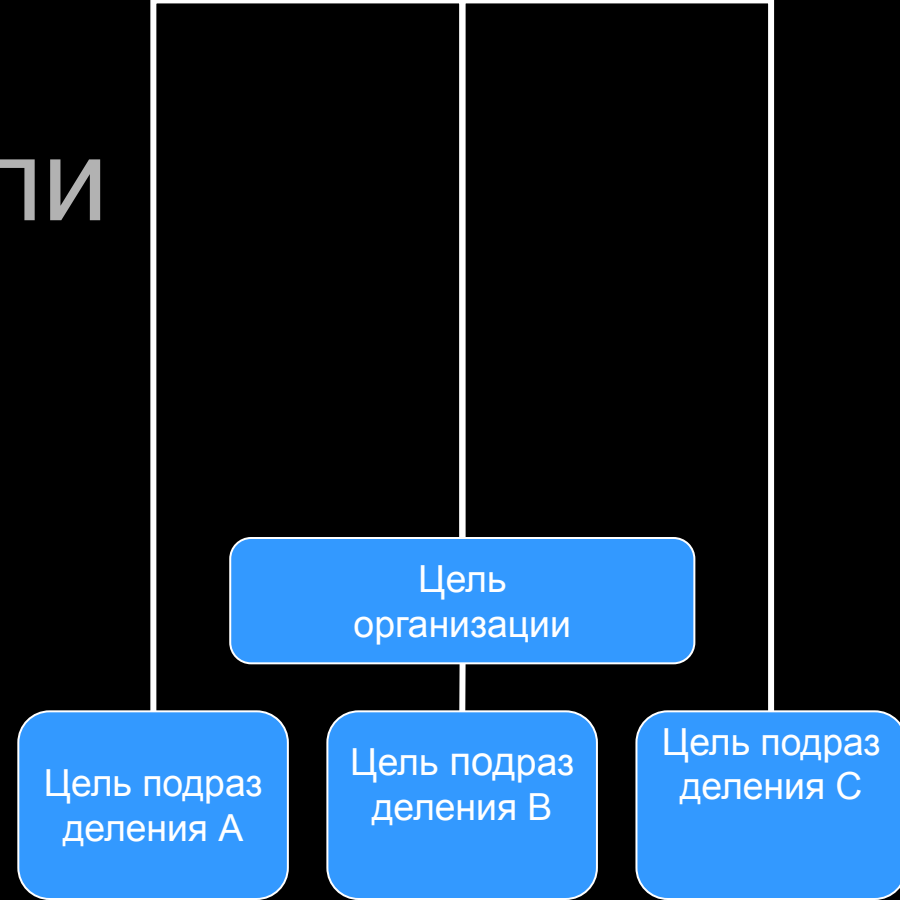 ли
Цель
организации
Цель подраз
деления А
Цель подраз
деления В
Цель подраз
деления С